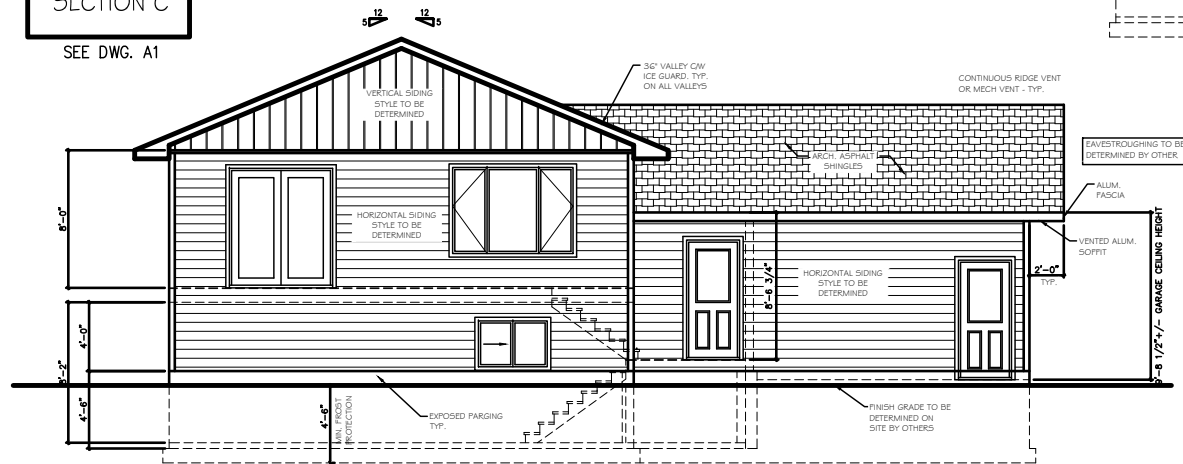 SECTION C
SEE DWG. A1
12
5
12
5
36" VALLEY C/W
ICE GUARD. TYP.
ON ALL VALLEYS
CONTINUOUS RIDGE VENT
OR MECH VENT - TYP.
VERTICAL SIDING
STYLE TO BE
DETERMINED
EAVESTROUGHING TO BE
DETERMINED BY OTHER
ARCH. ASPHALT
SHINGLES
ALUM.
FASCIA
8'-0"
HORIZONTAL SIDING
STYLE TO BE
DETERMINED
VENTED ALUM.
SOFFIT
2'-0"
TYP.
8'-6 3/4"
HORIZONTAL SIDING
STYLE TO BE
DETERMINED
9'-8 1/2"+/- GARAGE CEILING HEIGHT
4'-0"
8'-2"
4'-6"
4'-6"
MIN. FROST
PROTECTION
EXPOSED PARGING
TYP.
FINISH GRADE TO BE
DETERMINED ON
SITE BY OTHERS